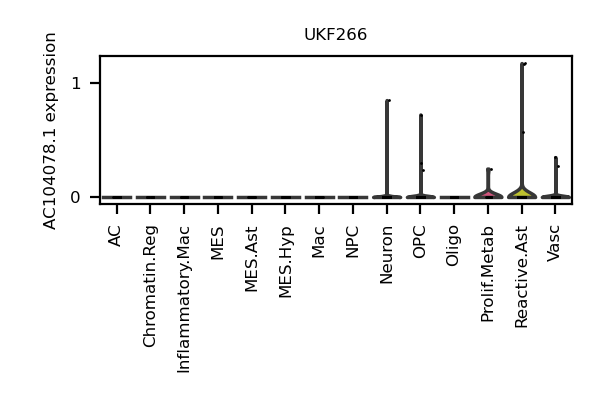 UKF266
AC104078.1 expression
1
0
AC
Chromatin.Reg
Inflammatory.Mac
MES
MES.Ast
MES.Hyp
Mac
NPC
Neuron
OPC
Oligo
Prolif.Metab
Reactive.Ast
Vasc